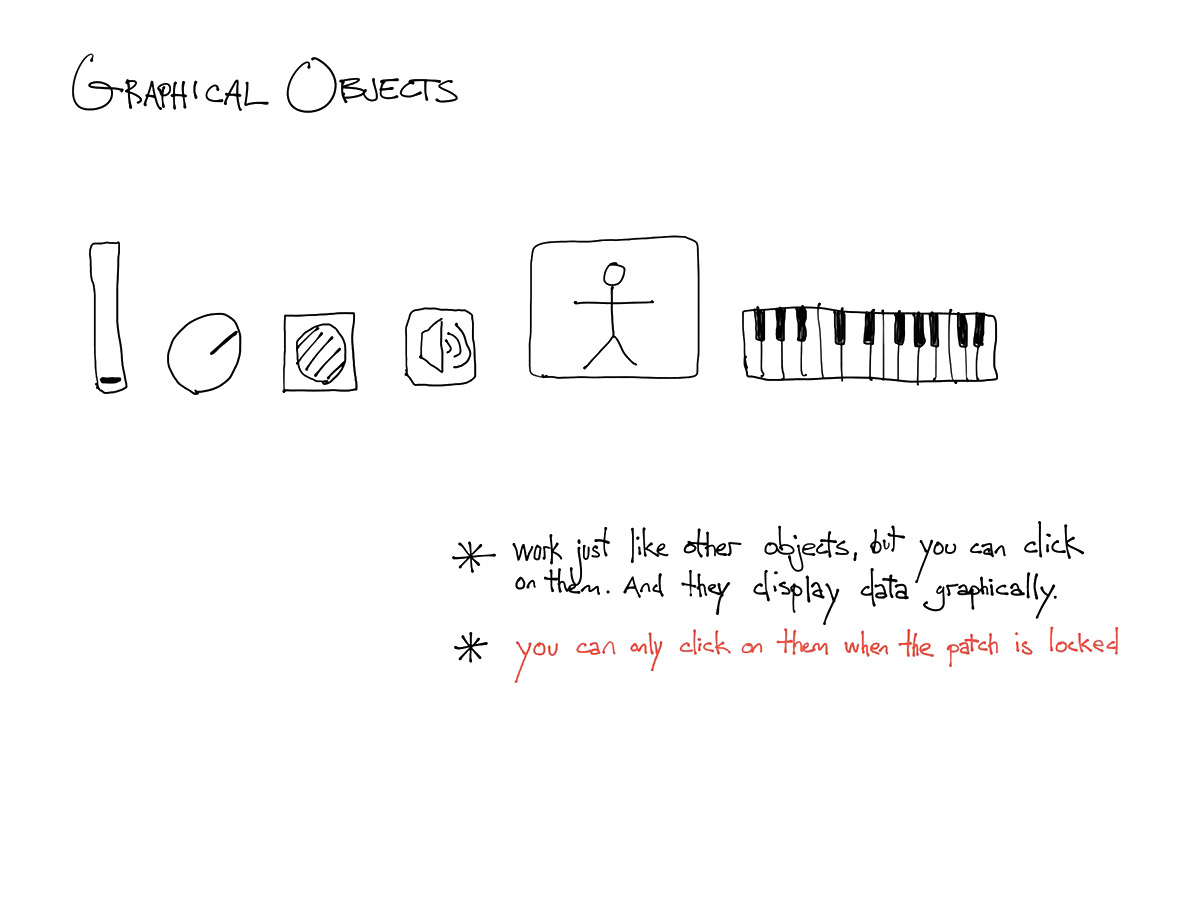 GRAPHICAL OBJECTS
* work just like other objects, but you can click
on them. And they display data graphically.
* you can only click on them when the patch is locked